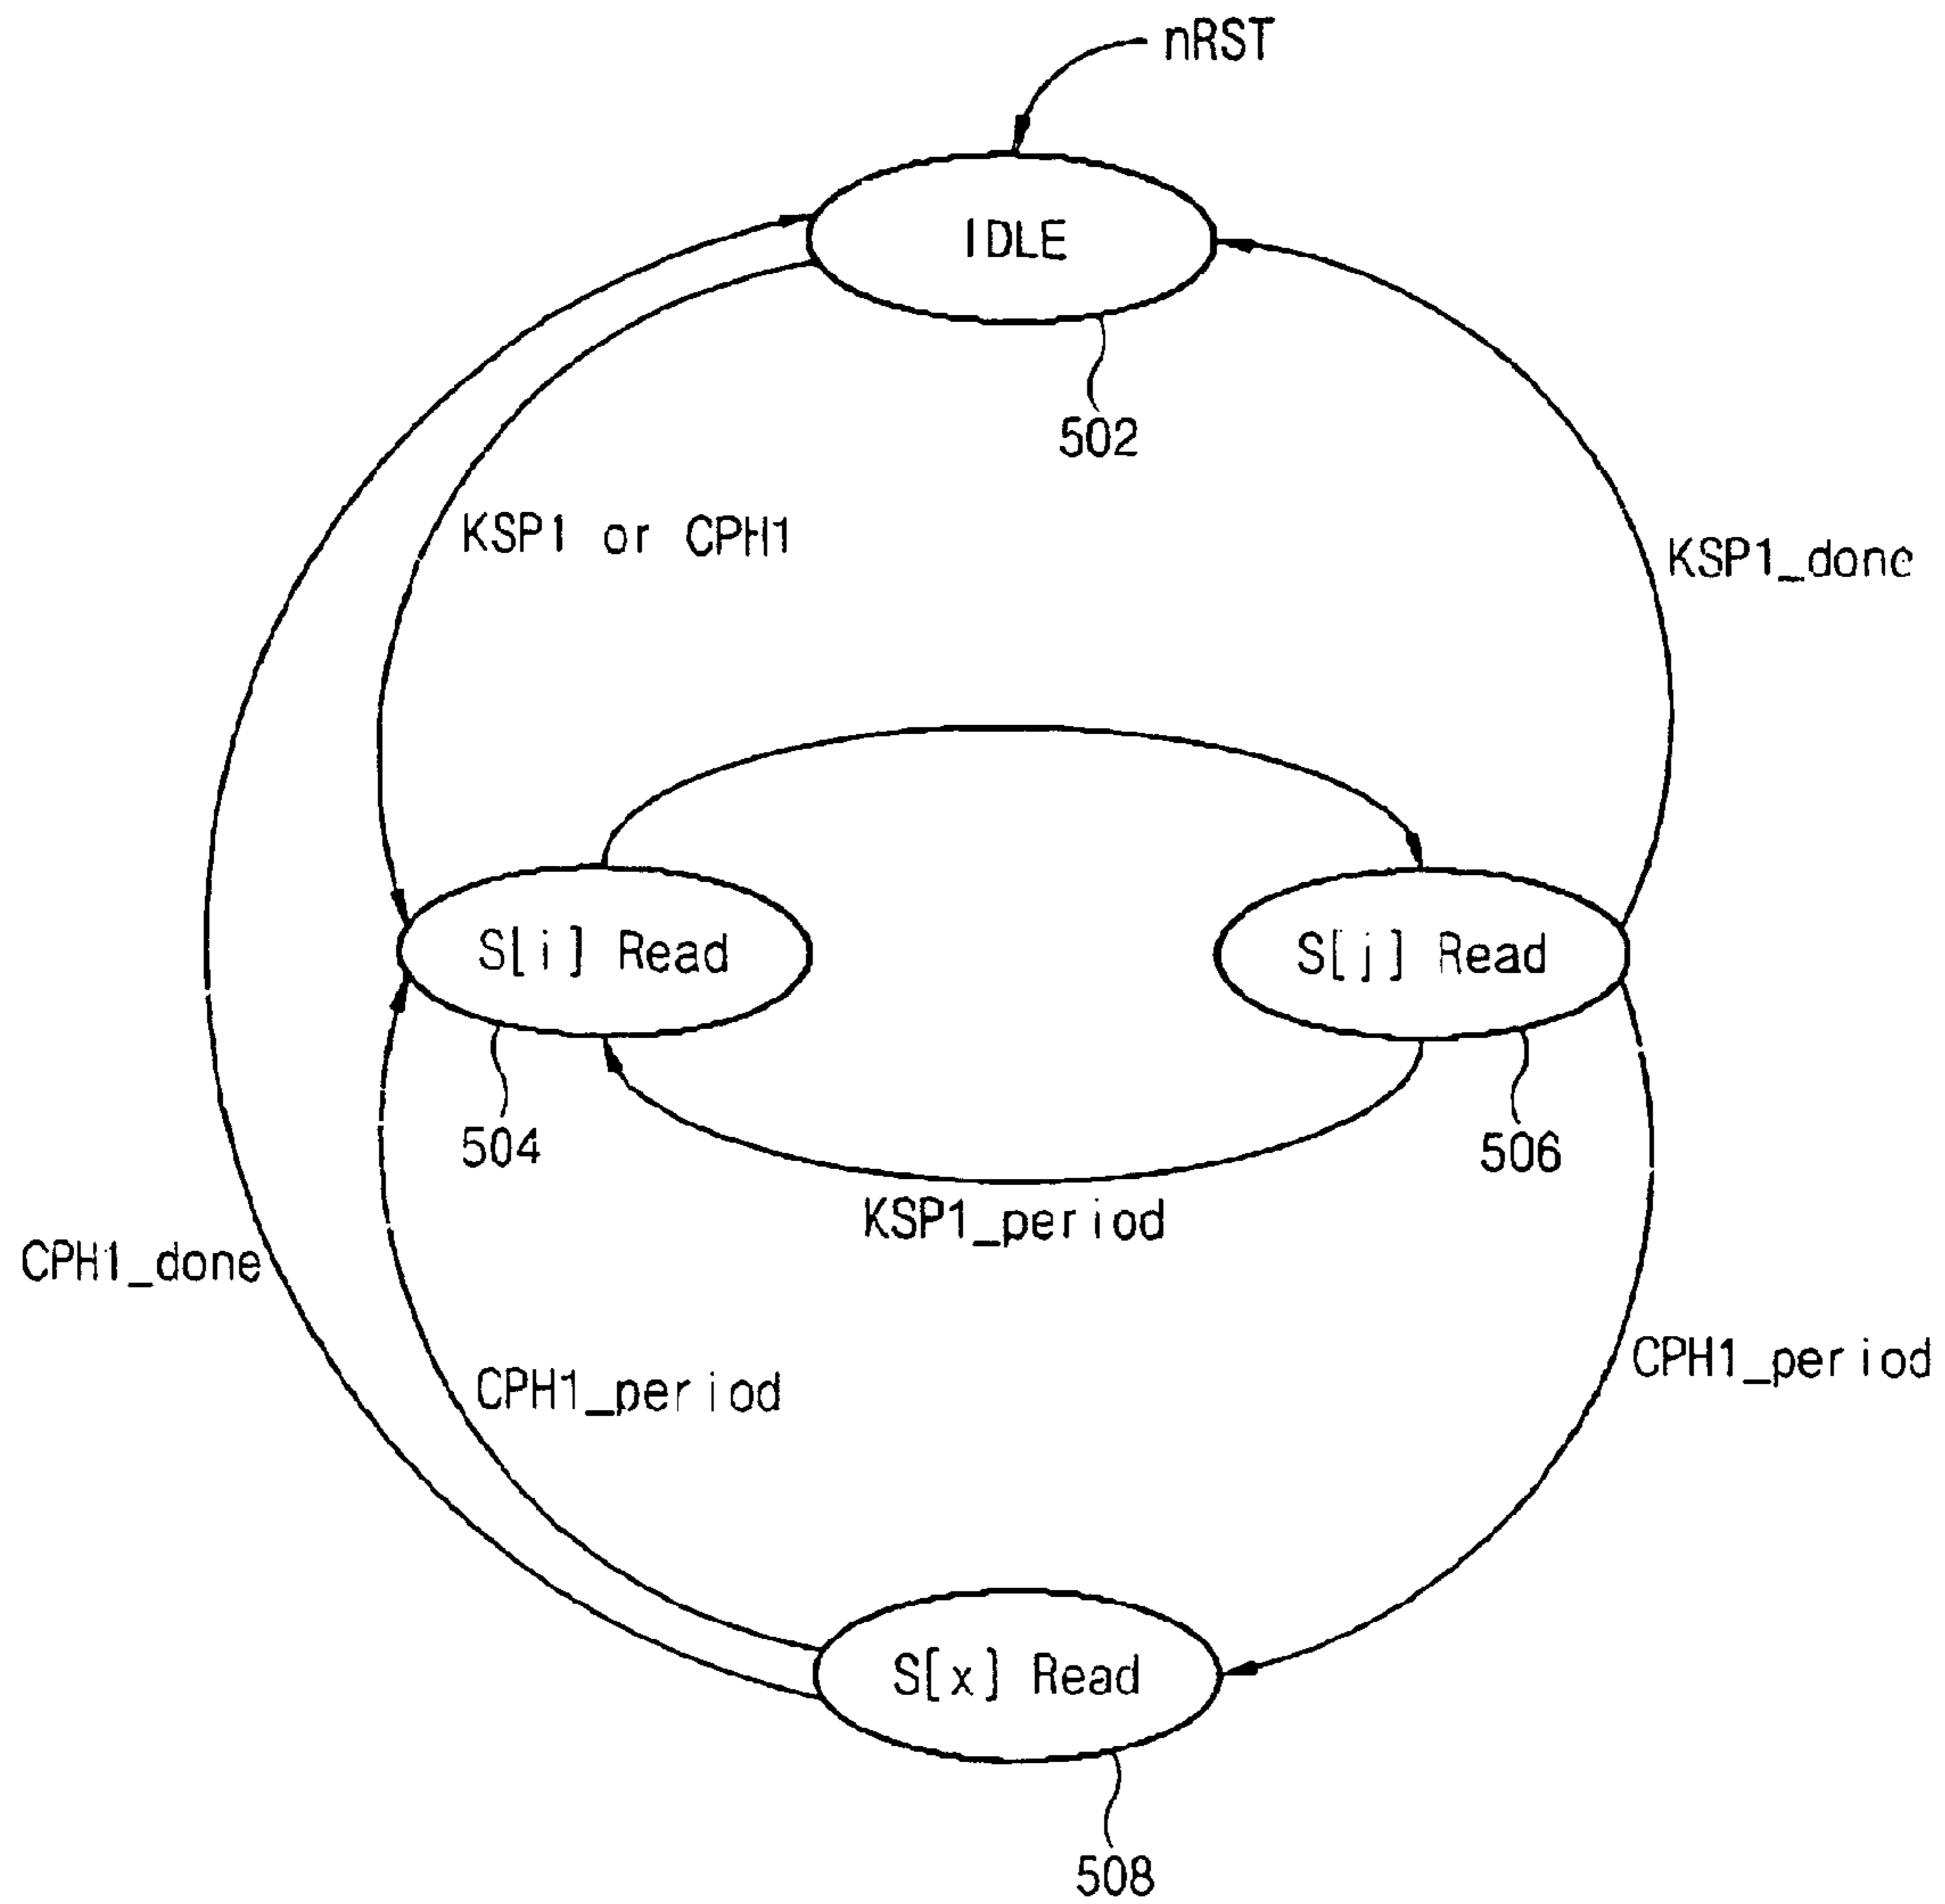 nRST
IDLE
502
KSP1 or CPH1
KSP1_done
S[i] Read
S[j] Read
504
506
KSP1_period
CPH1_done
CPH1_period
CPH1_period
S[x] Read
508